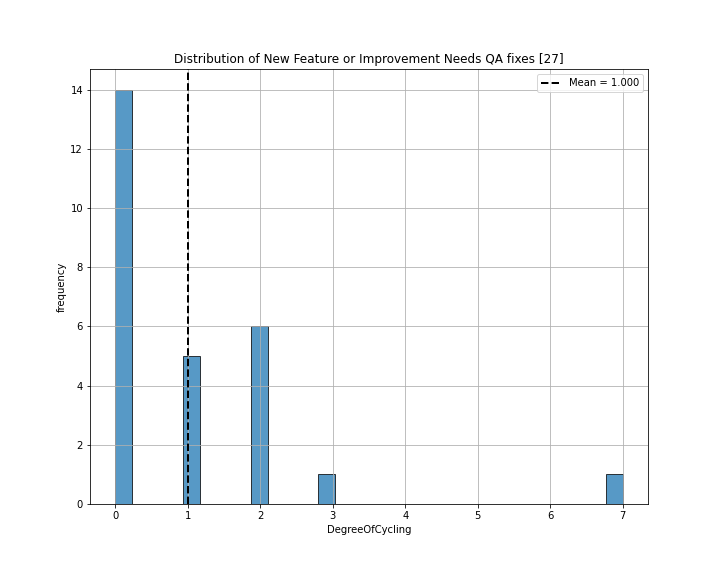 Distribution of New Feature or Improvement Needs QA fixes [27]
Mean = 1.000
14
12
10
8
6
4
2
0
frequency
0 1 2 3 4 5 6 7
DegreeOfCycling